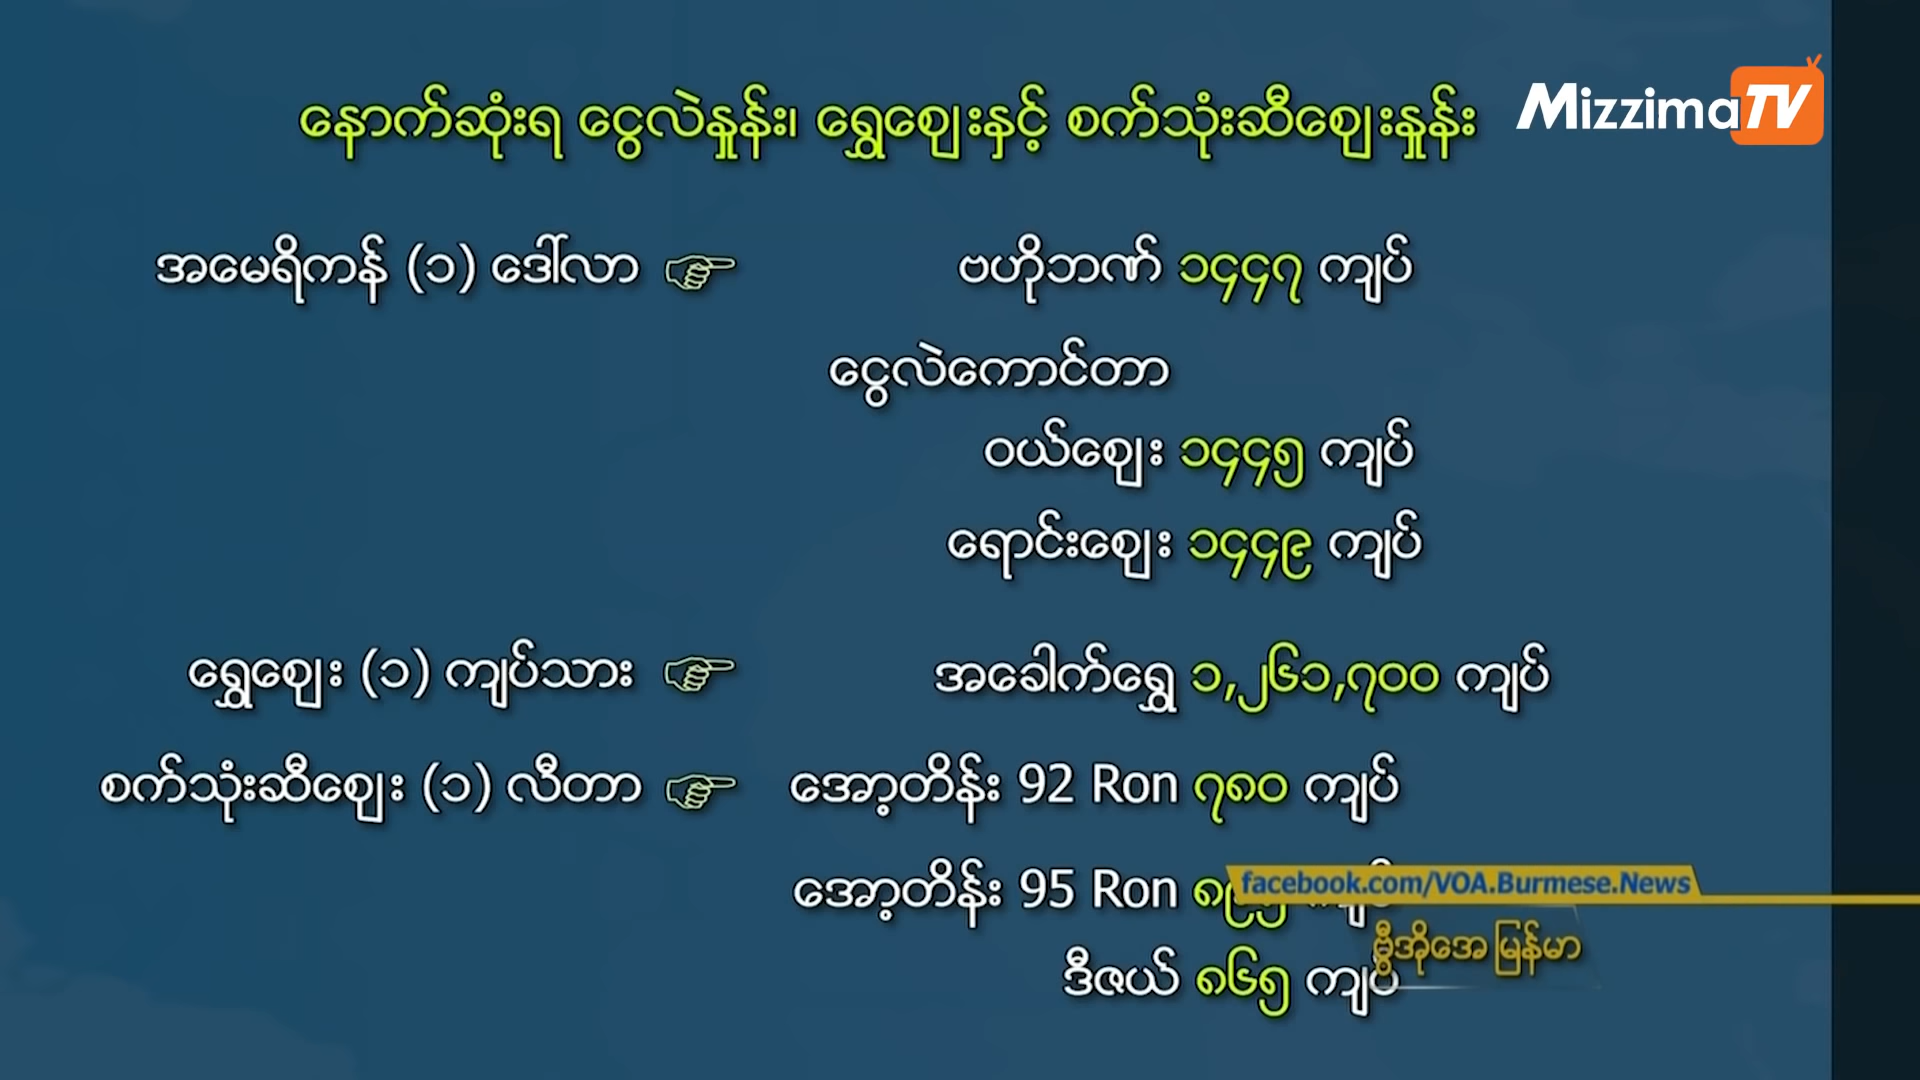 Mizzima TV
နောက်ဆုံးရ ငွေလဲနှုန်း၊ ရွှေဈေးနှင့် စက်သုံးဆီဈေးနှုန်း
အမေရိကန် (၁) ဒေါ်လာ ဗဟိုဘဏ် ၁၄၄၇ ကျပ်
ငွေလဲကောင်တာ
ဝယ်ဈေး ၁၄၄၅ ကျပ်
ရောင်းဈေး ၁၄၄၉ ကျပ်
ရွှေဈေး (၁) ကျပ်သား အခေါက်ရွှေ ၁,၂၆၁,၇၀၀ ကျပ်
စက်သုံးဆီဈေး (၁) လီတာ အော့တိန်း 92 Ron ၇၈၀ ကျပ်
အော့တိန်း 95 Ron
facebook.com/VOA.Burmese.News
ဗွီအိုအေ မြန်မာ
ဒီဇယ် ၈၆၅ ကျပ်